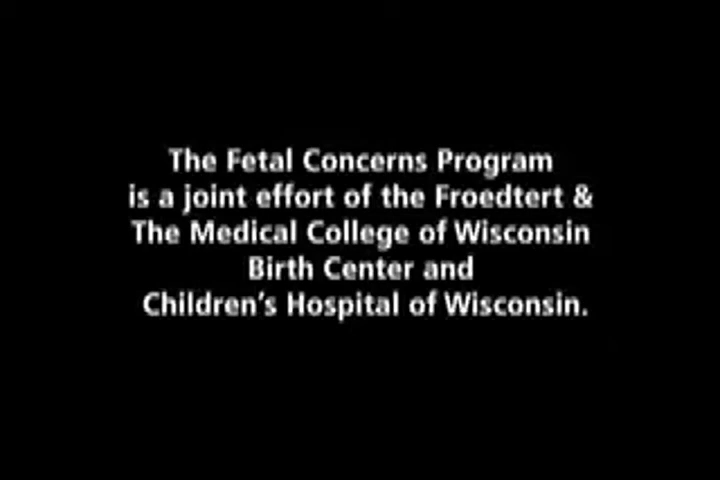 The Fetal Concerns Program
is a joint effort of the Froedtert &
The Medical College of Wisconsin
Birth Center and
Children's Hospital of Wisconsin.